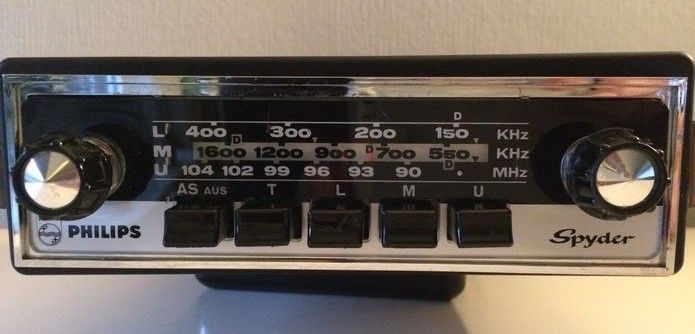 D
L 400 300 200 150 KHz
D D
M 1600 1200 900 700 550 KHz
D
U 104 102 99 96 93 90 MHz
AS AUS T L M U
PHILIPS Spyder